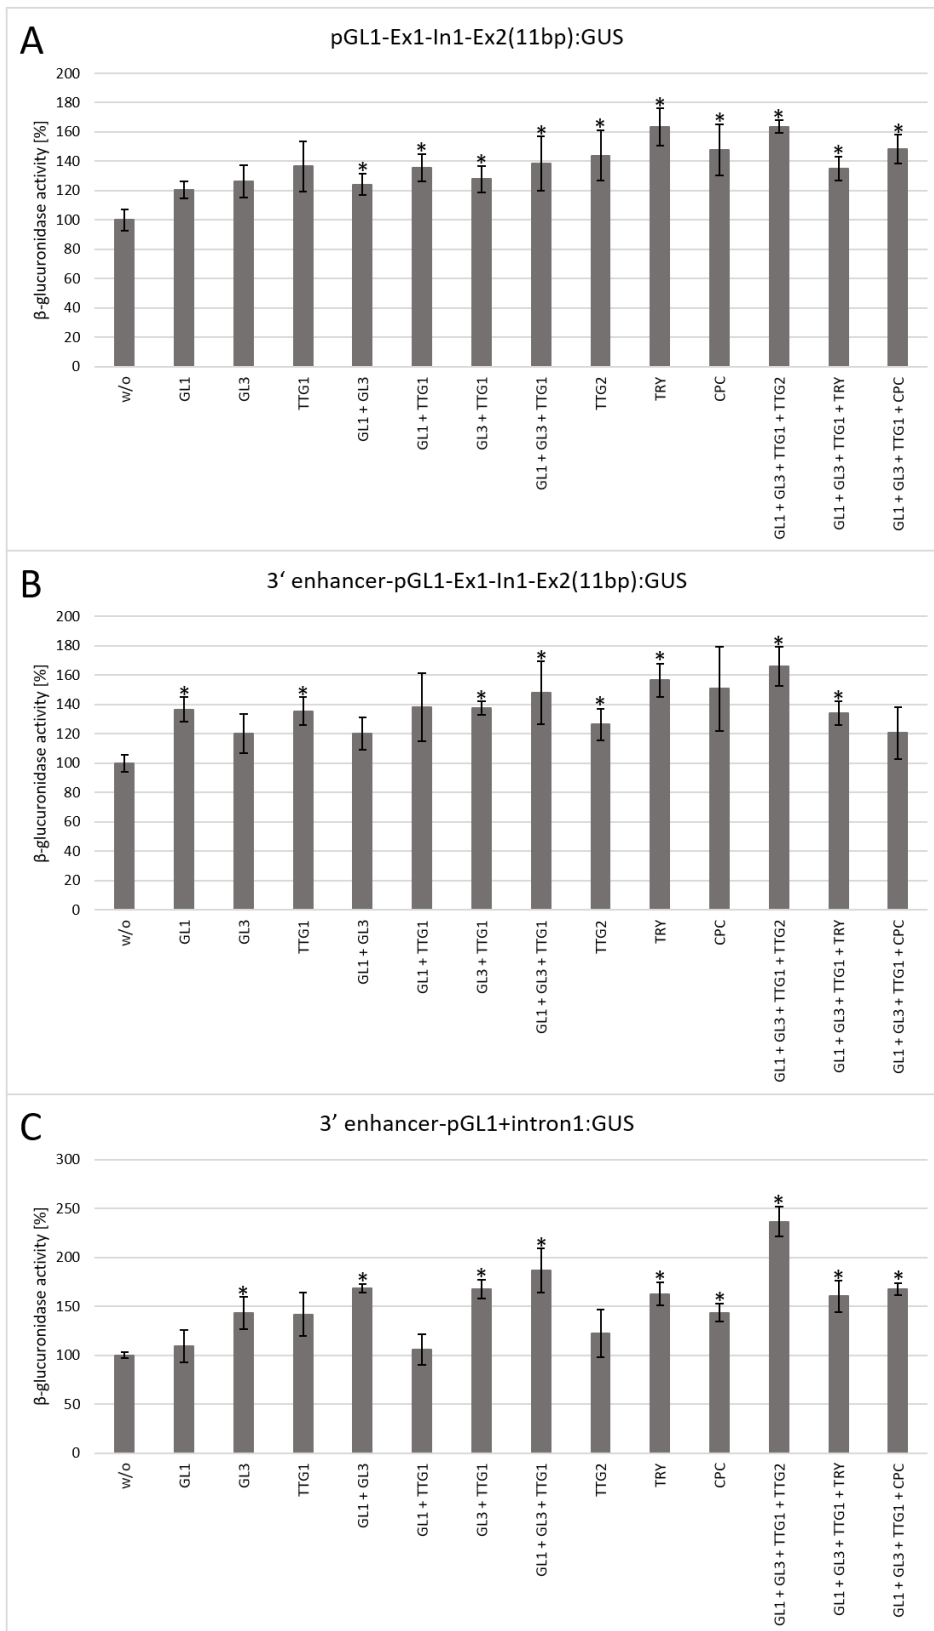 A
pGL1-Ex1-In1-Ex2(11bp):GUS
β-glucuronidase activity [%]
200
180
160
140
120
100
80
60
40
20
0
* * * * * * * * * *
w/o
GL1
GL3
TTG1
GL1 + GL3
GL1 + TTG1
GL3 + TTG1
GL1 + GL3 + TTG1
TTG2
TRY
CPC
GL1 + GL3 + TTG1 + TTG2
GL1 + GL3 + TTG1 + TRY
GL1 + GL3 + TTG1 + CPC
B
3‘ enhancer-pGL1-Ex1-In1-Ex2(11bp):GUS
β-glucuronidase activity [%]
200
180
160
140
120
100
80
60
40
20
0
* * * * * * * *
w/o
GL1
GL3
TTG1
GL1 + GL3
GL1 + TTG1
GL3 + TTG1
GL1 + GL3 + TTG1
TTG2
TRY
CPC
GL1 + GL3 + TTG1 + TTG2
GL1 + GL3 + TTG1 + TRY
GL1 + GL3 + TTG1 + CPC
C
3’ enhancer-pGL1+intron1:GUS
β-glucuronidase activity [%]
300
250
200
150
100
50
0
* * * * * * * * *
w/o
GL1
GL3
TTG1
GL1 + GL3
GL1 + TTG1
GL3 + TTG1
GL1 + GL3 + TTG1
TTG2
TRY
CPC
GL1 + GL3 + TTG1 + TTG2
GL1 + GL3 + TTG1 + TRY
GL1 + GL3 + TTG1 + CPC